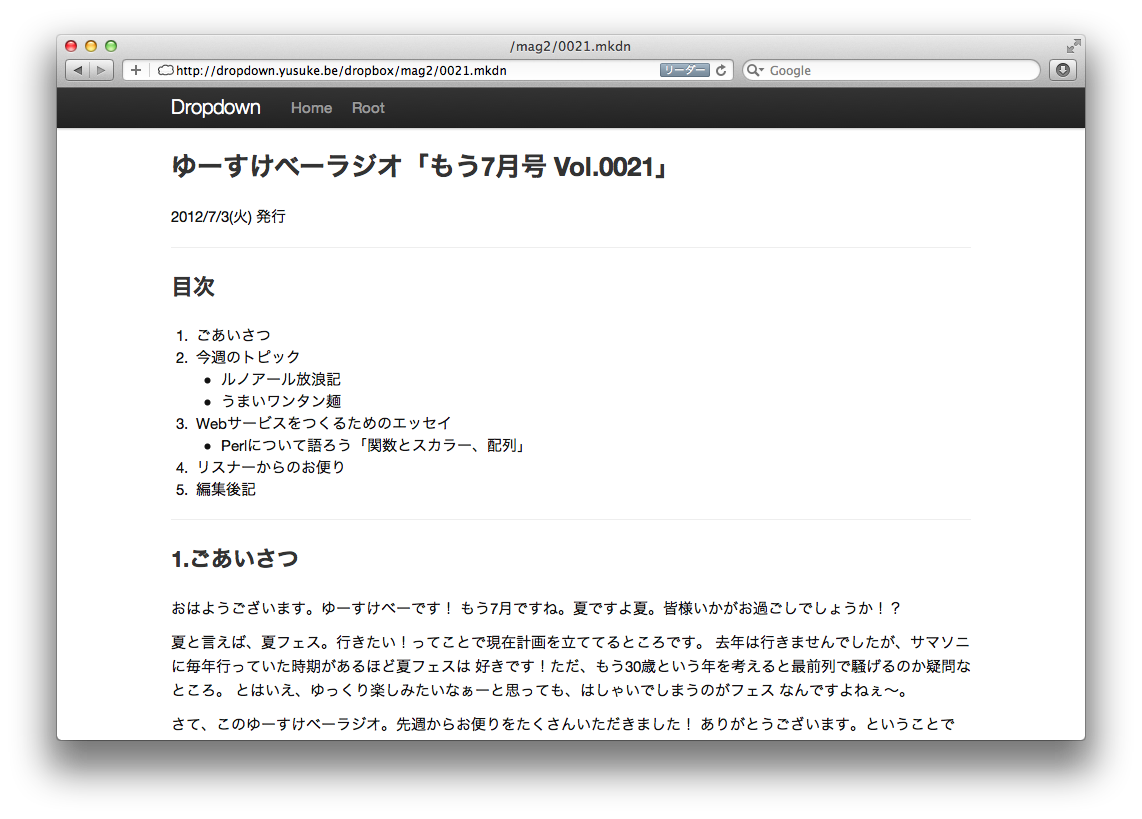 /mag2/0021.mkdn
http://dropdown.yusuke.be/dropbox/mag2/0021.mkdn リーダー Google
Dropdown Home Root
ゆーすけべーラジオ「もう7月号 Vol.0021」
2012/7/3(火) 発行
目次
1. ごあいさつ
2. 今週のトピック
• ルノアール放浪記
• うまいワンタン麺
3. Webサービスをつくるためのエッセイ
• Perlについて語ろう「関数とスカラー、配列」
4. リスナーからのお便り
5. 編集後記
1.ごあいさつ
おはようございます。ゆーすけべーです！ もう7月ですね。夏ですよ夏。皆様いかがお過ごしでしょうか！？
夏と言えば、夏フェス。行きたい！ってことで現在計画を立ててるところです。 去年は行きませんでしたが、サマソニ
に毎年行っていた時期があるほど夏フェスは 好きです！ただ、もう30歳という年を考えると最前列で騒げるのか疑問な
ところ。 とはいえ、ゆっくり楽しみたいなぁーと思っても、はしゃいでしまうのがフェス なんですよねぇ〜。
さて、このゆーすけべーラジオ。先週からお便りをたくさんいただきました！ ありがとうございます。ということで